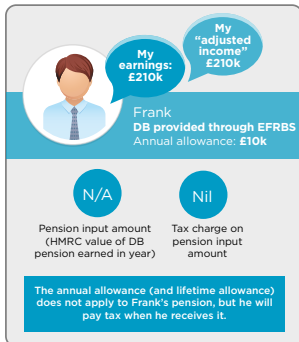 My
earnings:
£210k
My
“adjusted
income”
£210k
Frank
DB provided through EFRBS
Annual allowance: £10k
N/A
Pension input amount
(HMRC value of DB
pension earned in year)
Nil
Tax charge on
pension input
amount
The annual allowance (and lifetime allowance)
does not apply to Frank’s pension, but he will
pay tax when he receives it.